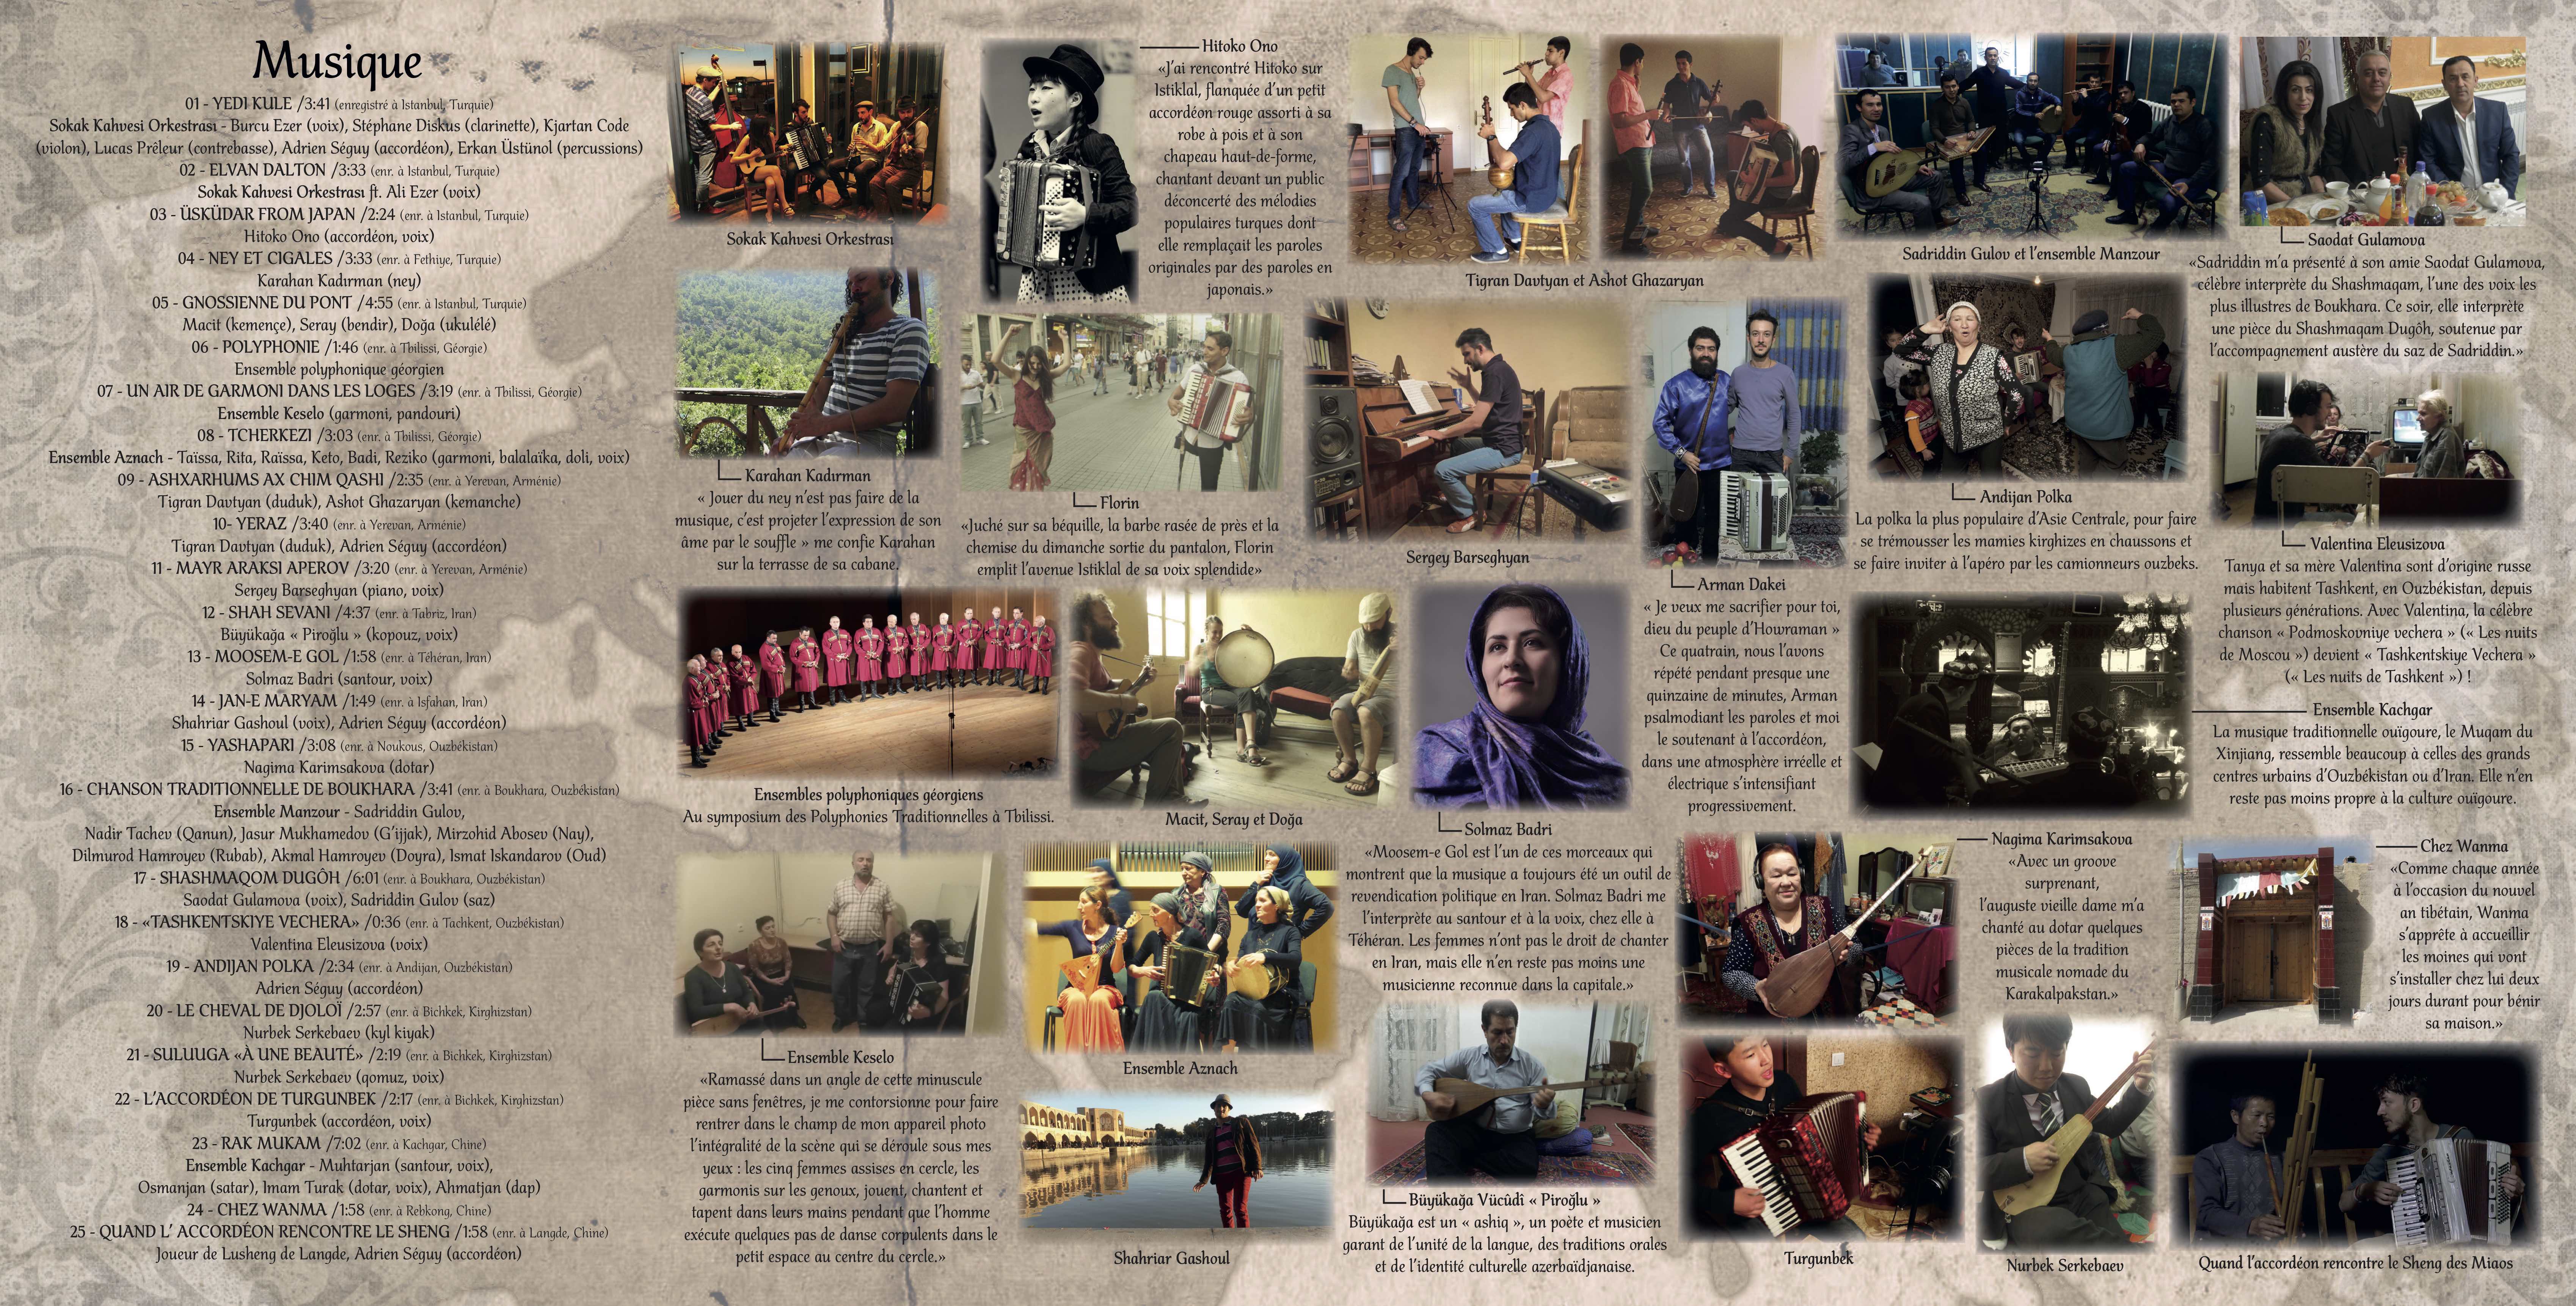 Musique
01 - YEDI KULE /3:41 (enregistré à Istanbul, Turquie)
Sokak Kahvesi Orkestrası - Burcu Ezer (voix), Stéphane Diskus (clarinette), Kjartan Code
(violon), Lucas Prêleur (contrebasse), Adrien Séguy (accordéon), Erkan Üstünol (percussions)
02 - ELVAN DALTON /3:33 (enr. à Istanbul, Turquie)
Sokak Kahvesi Orkestrası ft. Ali Ezer (voix)
03 - ÜSKÜDAR FROM JAPAN /2:24 (enr. à Istanbul, Turquie)
Hitoko Ono (accordéon, voix)
04 - NEY ET CIGALES /3:33 (enr. à Fethiye, Turquie)
Karahan Kadırman (ney)
05 - GNOSSIENNE DU PONT /4:55 (enr. à Istanbul, Turquie)
Macit (kemençe), Seray (bendir), Doğa (ukulélé)
06 - POLYPHONIE /1:46 (enr. à Tbilissi, Géorgie)
Ensemble polyphonique géorgien
07 - UN AIR DE GARMONI DANS LES LOGES /3:19 (enr. à Tbilissi, Géorgie)
Ensemble Keselo (garmoni, pandouri)
08 - TCHERKEZI /3:03 (enr. à Tbilissi, Géorgie)
Ensemble Aznach - Taïssa, Rita, Raïssa, Keto, Badi, Reziko (garmoni, balalaïka, doli, voix)
09 - ASHXARHUMS AX CHIM QASHI /2:35 (enr. à Yerevan, Arménie)
Tigran Davtyan (duduk), Ashot Ghazaryan (kemanche)
10- YERAZ /3:40 (enr. à Yerevan, Arménie)
Tigran Davtyan (duduk), Adrien Séguy (accordéon)
11 - MAYR ARAKSI APEROV /3:20 (enr. à Yerevan, Arménie)
Sergey Barseghyan (piano, voix)
12 - SHAH SEVANI /4:37 (enr. à Tabriz, Iran)
Büyükağa « Piroğlu » (kopouz, voix)
13 - MOOSEM-E GOL /1:58 (enr. à Téhéran, Iran)
Solmaz Badri (santour, voix)
14 - JAN-E MARYAM /1:49 (enr. à Isfahan, Iran)
Shahriar Gashoul (voix), Adrien Séguy (accordéon)
15 - YASHAPARI /3:08 (enr. à Noukous, Ouzbékistan)
Nagima Karimsakova (dotar)
16 - CHANSON TRADITIONNELLE DE BOUKHARA /3:41 (enr. à Boukhara, Ouzbékistan)
Ensemble Manzour - Sadriddin Gulov,
Nadir Tachev (Qanun), Jasur Mukhamedov (G'ijjak), Mirzohid Abosev (Nay),
Dilmurod Hamroyev (Rubab), Akmal Hamroyev (Doyra), Ismat Iskandarov (Oud)
17 - SHASHMAQOM DUGÔH /6:01 (enr. à Boukhara, Ouzbékistan)
Saodat Gulamova (voix), Sadriddin Gulov (saz)
18 - «TASHKENTSKIYE VECHERA» /0:36 (enr. à Tachkent, Ouzbékistan)
Valentina Eleusizova (voix)
19 - ANDIJAN POLKA /2:34 (enr. à Andijan, Ouzbékistan)
Adrien Séguy (accordéon)
20 - LE CHEVAL DE DJOLOÏ /2:57 (enr. à Bichkek, Kirghizstan)
Nurbek Serkebaev (kyl kiyak)
21 - SULUUGA «À UNE BEAUTÉ» /2:19 (enr. à Bichkek, Kirghizstan)
Nurbek Serkebaev (qomuz, voix)
22 - L'ACCORDÉON DE TURGUNBEK /2:17 (enr. à Bichkek, Kirghizstan)
Turgunbek (accordéon, voix)
23 - RAK MUKAM /7:02 (enr. à Kachgar, Chine)
Ensemble Kachgar - Muhtarjan (santour, voix),
Osmanjan (satar), Imam Turak (dotar, voix), Ahmatjan (dap)
24 - CHEZ WANMA /1:58 (enr. à Rebkong, Chine)
25 - QUAND L' ACCORDÉON RENCONTRE LE SHENG /1:58 (enr. à Langde, Chine)
Joueur de Lusheng de Langde, Adrien Séguy (accordéon)
Sokak Kahvesi Orkestrası
Hitoko Ono
«J'ai rencontré Hitoko sur
Istiklal, flanquée d'un petit
accordéon rouge assorti à sa
robe à pois et à son
chapeau haut-de-forme,
chantant devant un public
déconcerté des mélodies
populaires turques dont
elle remplaçait les paroles
originales par des paroles en
japonais.»
Tigran Davtyan et Ashot Ghazaryan
Sadriddin Gulov et l'ensemble Manzour
Saodat Gulamova
«Sadriddin m'a présenté à son amie Saodat Gulamova,
célèbre interprète du Shashmaqam, l'une des voix les
plus illustres de Boukhara. Ce soir, elle interprète
une pièce du Shashmaqam Dugôh, soutenue par
l'accompagnement austère du saz de Sadriddin.»
Karahan Kadırman
« Jouer du ney n'est pas faire de la
musique, c'est projeter l'expression de son
âme par le souffle » me confie Karahan
sur la terrasse de sa cabane.
Florin
«Juché sur sa béquille, la barbe rasée de près et la
chemise du dimanche sortie du pantalon, Florin
emplit l'avenue Istiklal de sa voix splendide»
Sergey Barseghyan
Arman Dakei
« Je veux me sacrifier pour toi,
dieu du peuple d'Howraman »
Ce quatrain, nous l'avons
répété pendant presque une
quinzaine de minutes, Arman
psalmodiant les paroles et moi
le soutenant à l'accordéon,
dans une atmosphère irréelle et
électrique s'intensifiant
progressivement.
Andijan Polka
La polka la plus populaire d'Asie Centrale, pour faire
se trémousser les mamies kirghizes en chaussons et
se faire inviter à l'apéro par les camionneurs ouzbeks.
Valentina Eleusizova
Tanya et sa mère Valentina sont d'origine russe
mais habitent Tashkent, en Ouzbékistan, depuis
plusieurs générations. Avec Valentina, la célèbre
chanson « Podmoskovniye vechera » (« Les nuits
de Moscou ») devient « Tashkentskiye Vechera »
(« Les nuits de Tashkent ») !
Ensembles polyphoniques géorgiens
Au symposium des Polyphonies Traditionnelles à Tbilissi.
Macit, Seray et Doğa
Solmaz Badri
«Moosem-e Gol est l'un de ces morceaux qui
montrent que la musique a toujours été un outil de
revendication politique en Iran. Solmaz Badri me
l'interprète au santour et à la voix, chez elle à
Téhéran. Les femmes n'ont pas le droit de chanter
en Iran, mais elle n'en reste pas moins une
musicienne reconnue dans la capitale.»
Ensemble Kachgar
La musique traditionnelle ouïgoure, le Muqam du
Xinjiang, ressemble beaucoup à celles des grands
centres urbains d'Ouzbékistan ou d'Iran. Elle n'en
reste pas moins propre à la culture ouïgoure.
Ensemble Keselo
«Ramassé dans un angle de cette minuscule
pièce sans fenêtres, je me contorsionne pour faire
rentrer dans le champ de mon appareil photo
l'intégralité de la scène qui se déroule sous mes
yeux : les cinq femmes assises en cercle, les
garmonis sur les genoux, jouent, chantent et
tapent dans leurs mains pendant que l'homme
exécute quelques pas de danse corpulents dans le
petit espace au centre du cercle.»
Ensemble Aznach
Shahriar Gashoul
Büyükağa Vücûdî « Piroğlu »
Büyükağa est un « ashiq », un poète et musicien
garant de l'unité de la langue, des traditions orales
et de l'identité culturelle azerbaïdjanaise.
Nagima Karimsakova
«Avec un groove
surprenant,
l'auguste vieille dame m'a
chanté au dotar quelques
pièces de la tradition
musicale nomade du
Karakalpakstan.»
Chez Wanma
«Comme chaque année
à l'occasion du nouvel
an tibétain, Wanma
s'apprête à accueillir
les moines qui vont
s'installer chez lui deux
jours durant pour bénir
sa maison.»
Turgunbek
Nurbek Serkebaev
Quand l'accordéon rencontre le Sheng des Miaos